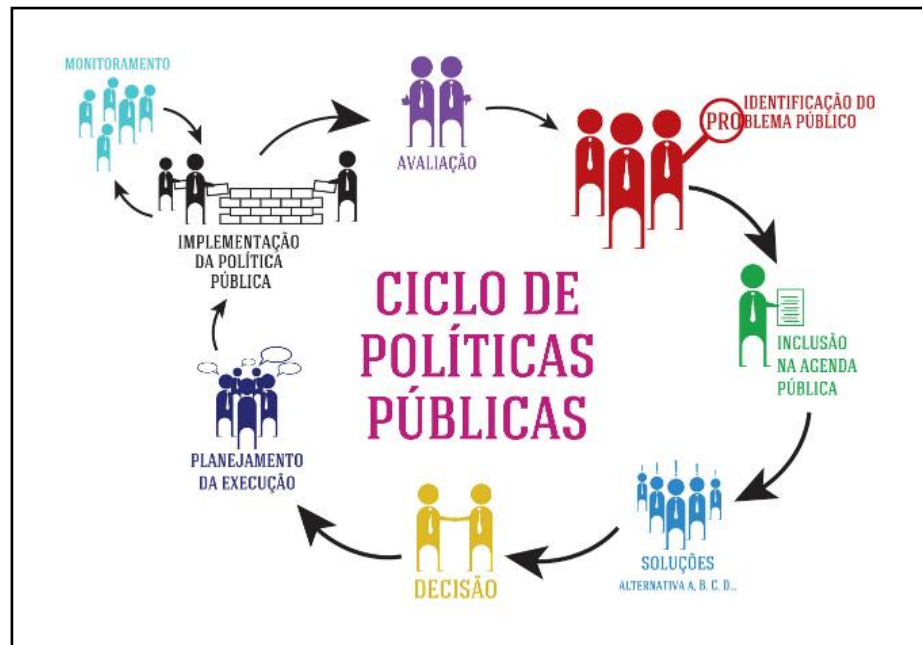 CICLO DE
POLÍTICAS
PÚBLICAS
IDENTIFICAÇÃO DO
PROBLEMA PÚBLICO
INCLUSÃO
NA AGENDA
PÚBLICA
SOLUÇÕES
ALTERNATIVA A, B, C, D...
DECISÃO
PLANEJAMENTO
DA EXECUÇÃO
IMPLEMENTAÇÃO
DA POLÍTICA
PÚBLICA
MONITORAMENTO
AVALIAÇÃO